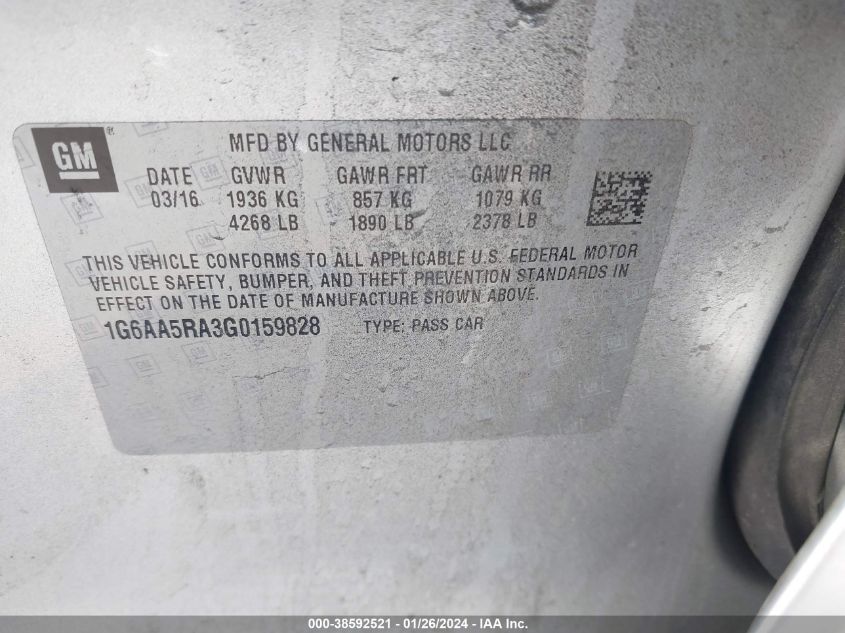 GM ®
MFD BY GENERAL MOTORS LLC
DATE GVWR GAWR FRT GAWR RR
03/16 1936 KG 857 KG 1079 KG
4268 LB 1890 LB 2378 LB
THIS VEHICLE CONFORMS TO ALL APPLICABLE U.S. FEDERAL MOTOR
VEHICLE SAFETY, BUMPER, AND THEFT PREVENTION STANDARDS IN
EFFECT ON THE DATE OF MANUFACTURE SHOWN ABOVE.
1G6AA5RA3G0159828 TYPE: PASS CAR
000-38592521 - 01/26/2024 - IAA Inc.